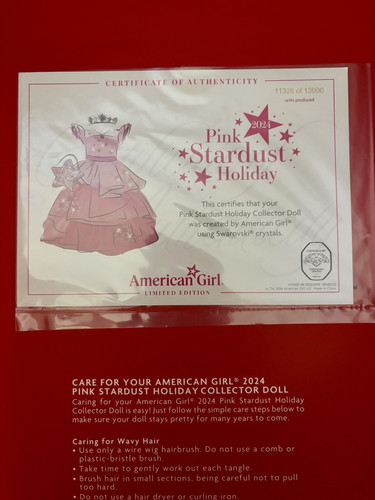 CERTIFICATE OF AUTHENTICITY
11328 of 13000
units produced
2024
Pink
Stardust
Holiday
This certifies that your
Pink Stardust Holiday Collector Doll
was created by American Girl®
using Swarovski® crystals.
American Girl®
LIMITED EDITION
CARE FOR YOUR AMERICAN GIRL® 2024
PINK STARDUST HOLIDAY COLLECTOR DOLL
Caring for your American Girl® 2024 Pink Stardust Holiday
Collector Doll is easy! Just follow the simple care steps below to
make sure your doll stays pretty for many years to come.
Caring for Wavy Hair
• Use only a wire wig hairbrush. Do not use a comb or
plastic-bristle brush.
• Take time to gently work out each tangle.
• Brush hair in small sections, being careful not to pull
too hard.
• Do not use a hair dryer or curling iron.